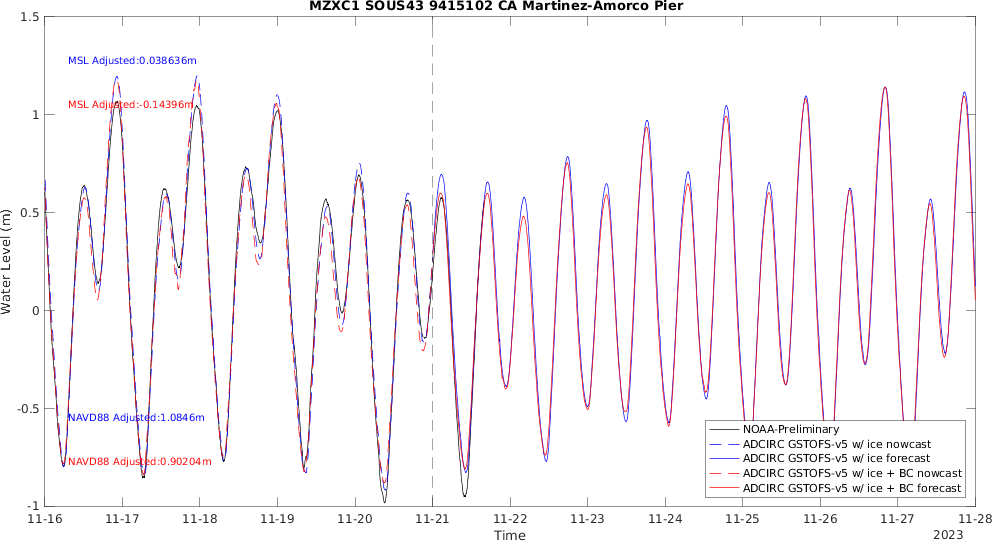 MZXC1 SOUS43 9415102 CA Martinez-Amorco Pier
Water Level (m)
1.5
1
0.5
0
-0.5
-1
MSL Adjusted:0.038636m
MSL Adjusted:-0.14396m
NAVD88 Adjusted:1.0846m
NAVD88 Adjusted:0.90204m
NOAA-Preliminary
ADCIRC GSTOFS-v5 w/ ice nowcast
ADCIRC GSTOFS-v5 w/ ice forecast
ADCIRC GSTOFS-v5 w/ ice + BC nowcast
ADCIRC GSTOFS-v5 w/ ice + BC forecast
11-16 11-17 11-18 11-19 11-20 11-21 11-22 11-23 11-24 11-25 11-26 11-27 11-28
Time
2023